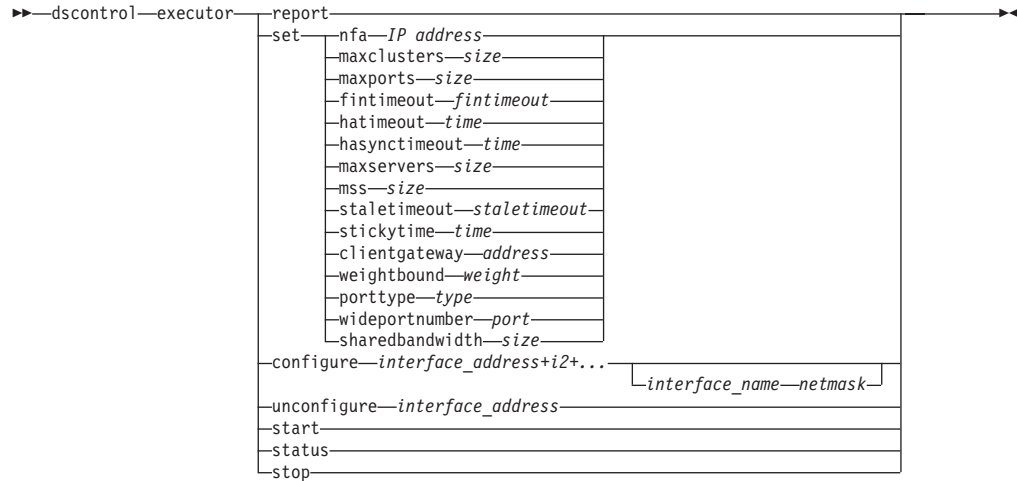 dscontrol executor report
set nfa IP address
maxclusters size
maxports size
fintimeout fintimeout
hatimeout time
hasynctimeout time
maxservers size
mss size
staletimeout staletimeout
stickytime time
clientgateway address
weightbound weight
porttype type
wideportnumber port
sharedbandwidth size
configure interface_address+i2+...
interface_name netmask
unconfigure interface_address
start
status
stop